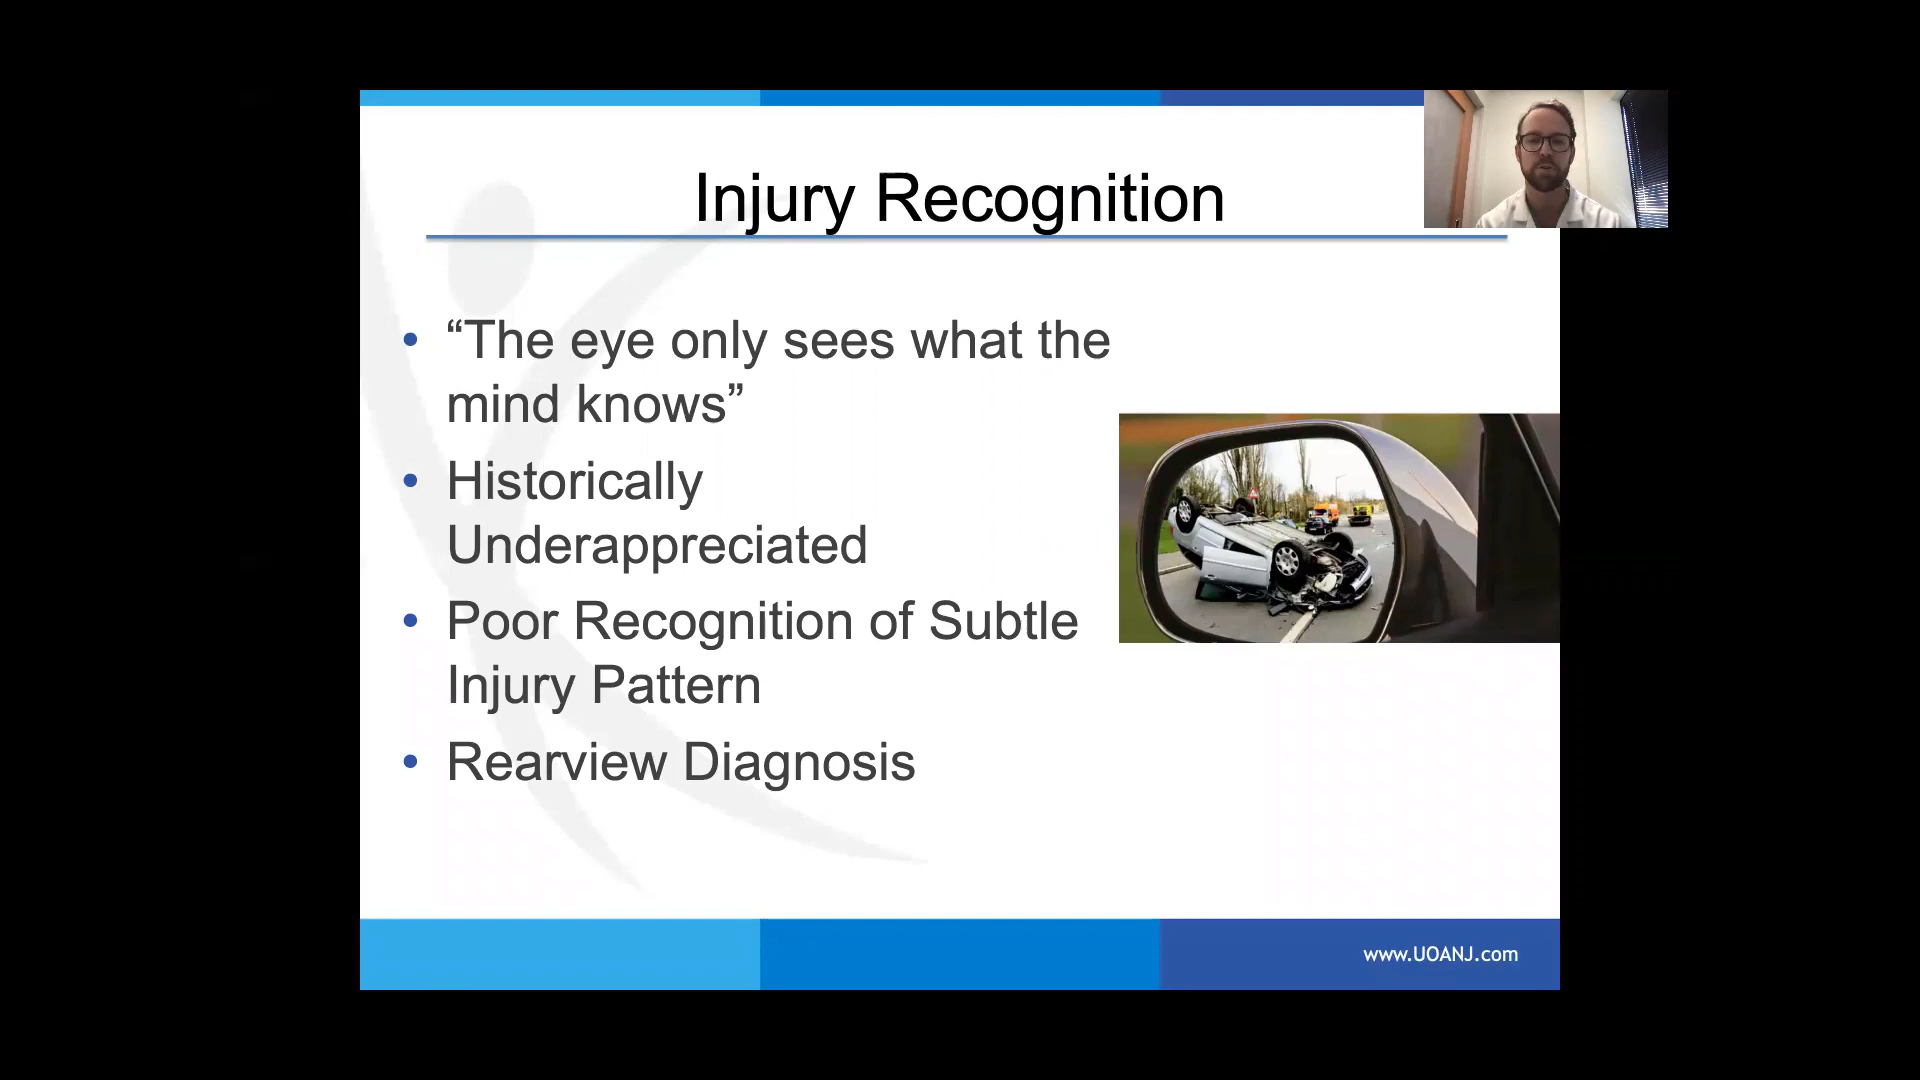 Injury Recognition
“The eye only sees what the
mind knows”
Historically
Underappreciated
Poor Recognition of Subtle
Injury Pattern
Rearview Diagnosis
www.UOANJ.com